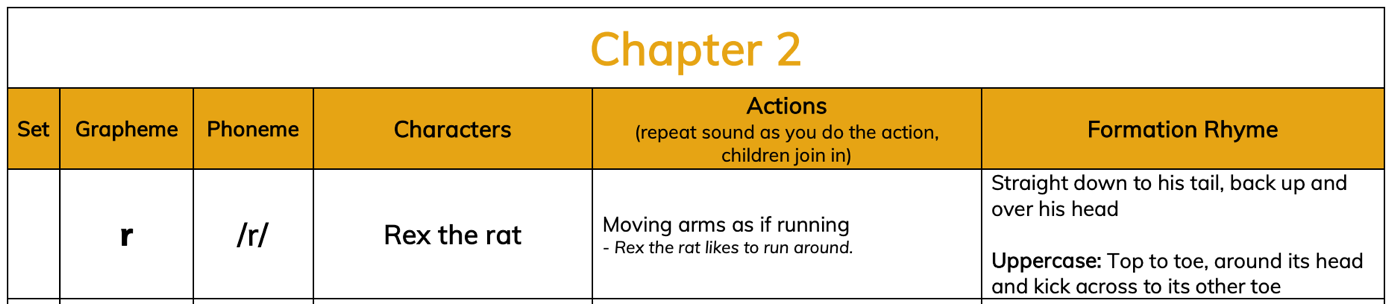 Chapter 2
Set
Grapheme
Phoneme
Characters
Actions
(repeat sound as you do the action,
children join in)
Formation Rhyme
r
/r/
Rex the rat
Moving arms as if running
- Rex the rat likes to run around.
Straight down to his tail, back up and
over his head
Uppercase: Top to toe, around its head
and kick across to its other toe